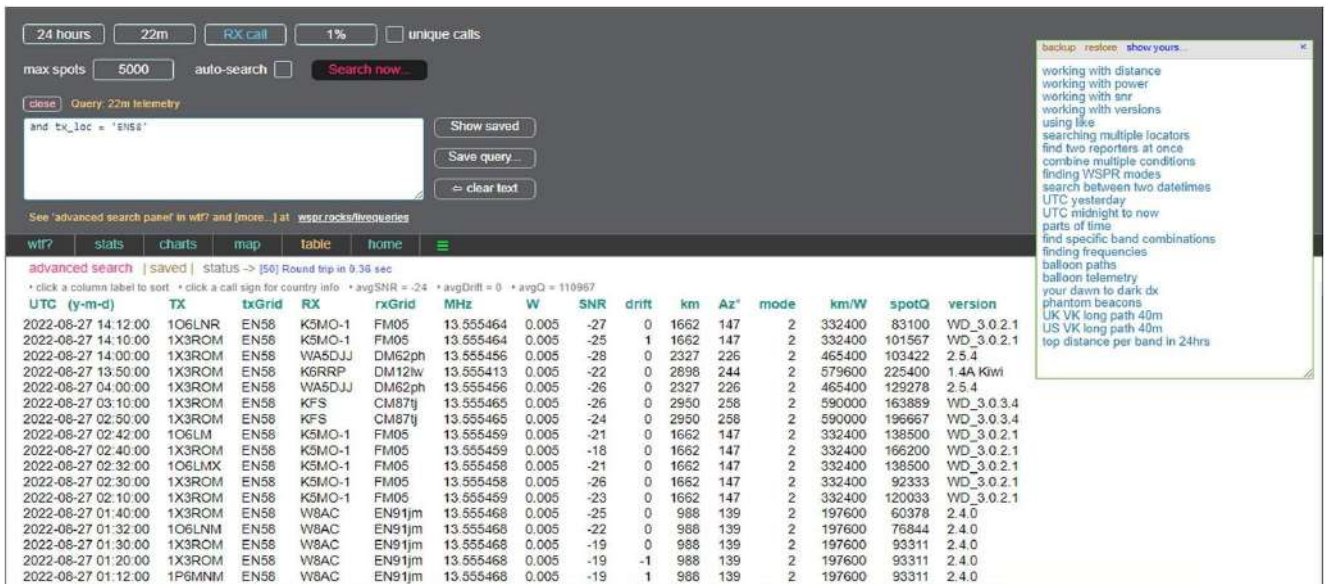 24 hours 22m RX call 1% unique calls
max spots 5000 auto-search Search now...
close Query: 22m telemetry
and tx_loc = 'EN58'
Show saved
Save query...
⇦ clear text
See 'advanced search panel' in wtf? and [more...] at wspr.rocks/livequeries
backup restore show yours... ×
working with distance
working with power
working with snr
working with versions
using like
searching multiple locators
find two reporters at once
combine multiple conditions
finding WSPR modes
search between two datetimes
UTC yesterday
UTC midnight to now
parts of time
find specific band combinations
finding frequencies
balloon paths
balloon telemetry
your dawn to dark dx
phantom beacons
UK VK long path 40m
US VK long path 40m
top distance per band in 24hrs
wtf? stats charts map table home ≡
advanced search | saved | status -> [50] Round trip in 0.36 sec
• click a column label to sort • click a call sign for country info • avgSNR = -24 • avgDrift = 0 • avgQ = 110967
UTC (y-m-d) TX txGrid RX rxGrid MHz W SNR drift km Az° mode km/W spotQ version
2022-08-27 14:12:00 1O6LNR EN58 K5MO-1 FM05 13.555464 0.005 -27 0 1662 147 2 332400 83100 WD_3.0.2.1
2022-08-27 14:10:00 1X3ROM EN58 K5MO-1 FM05 13.555464 0.005 -25 1 1662 147 2 332400 101567 WD_3.0.2.1
2022-08-27 14:00:00 1X3ROM EN58 WA5DJJ DM62ph 13.555456 0.005 -28 0 2327 226 2 465400 103422 2.5.4
2022-08-27 13:50:00 1X3ROM EN58 K6RRP DM12lw 13.555413 0.005 -22 0 2898 244 2 579600 225400 1.4A Kiwi
2022-08-27 04:00:00 1X3ROM EN58 WA5DJJ DM62ph 13.555456 0.005 -26 0 2327 226 2 465400 129278 2.5.4
2022-08-27 03:10:00 1X3ROM EN58 KFS CM87tj 13.555465 0.005 -26 0 2950 258 2 590000 163889 WD_3.0.3.4
2022-08-27 02:50:00 1X3ROM EN58 KFS CM87tj 13.555465 0.005 -24 0 2950 258 2 590000 196667 WD_3.0.3.4
2022-08-27 02:42:00 1O6LM EN58 K5MO-1 FM05 13.555459 0.005 -21 0 1662 147 2 332400 138500 WD_3.0.2.1
2022-08-27 02:40:00 1X3ROM EN58 K5MO-1 FM05 13.555459 0.005 -18 0 1662 147 2 332400 166200 WD_3.0.2.1
2022-08-27 02:32:00 1O6LMX EN58 K5MO-1 FM05 13.555458 0.005 -21 0 1662 147 2 332400 138500 WD_3.0.2.1
2022-08-27 02:30:00 1X3ROM EN58 K5MO-1 FM05 13.555458 0.005 -26 0 1662 147 2 332400 92333 WD_3.0.2.1
2022-08-27 02:10:00 1X3ROM EN58 K5MO-1 FM05 13.555459 0.005 -23 0 1662 147 2 332400 120033 WD_3.0.2.1
2022-08-27 01:40:00 1X3ROM EN58 W8AC EN91jm 13.555468 0.005 -25 0 988 139 2 197600 60378 2.4.0
2022-08-27 01:32:00 1O6LNM EN58 W8AC EN91jm 13.555468 0.005 -22 0 988 139 2 197600 76844 2.4.0
2022-08-27 01:30:00 1X3ROM EN58 W8AC EN91jm 13.555468 0.005 -19 0 988 139 2 197600 93311 2.4.0
2022-08-27 01:20:00 1X3ROM EN58 W8AC EN91jm 13.555468 0.005 -19 -1 988 139 2 197600 93311 2.4.0
2022-08-27 01:12:00 1P6MNM EN58 W8AC EN91jm 13.555468 0.005 -19 1 988 139 2 197600 93311 2.4.0